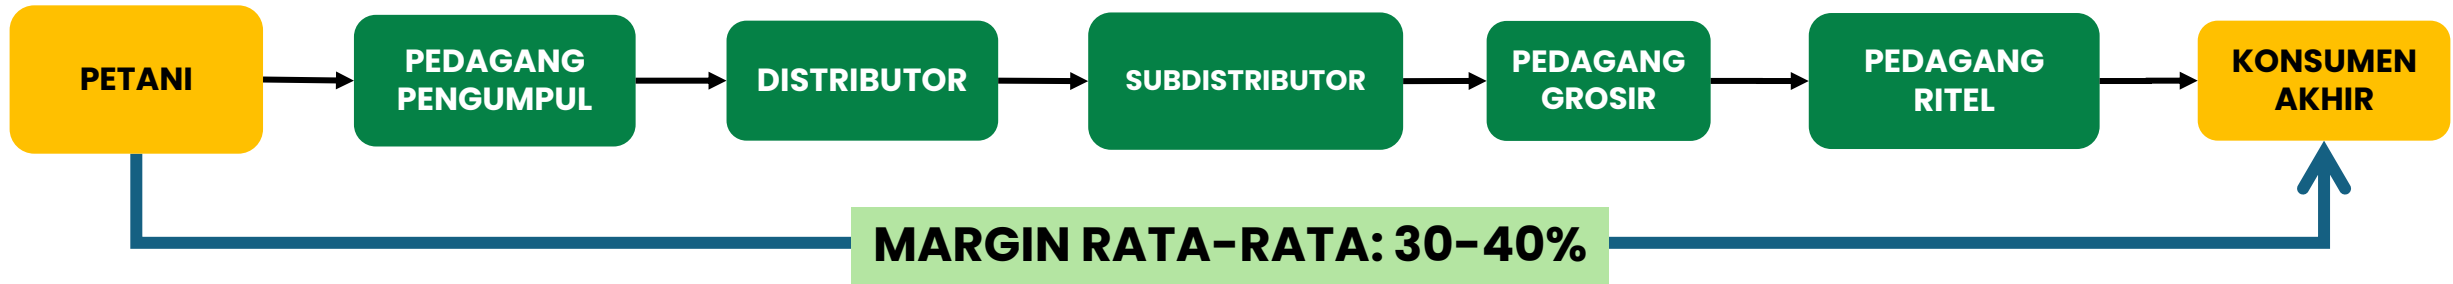 PETANI
PEDAGANG
PENGUMPUL
DISTRIBUTOR
SUBDISTRIBUTOR
PEDAGANG
GROSIR
PEDAGANG
RITEL
KONSUMEN
AKHIR
MARGIN RATA-RATA: 30-40%